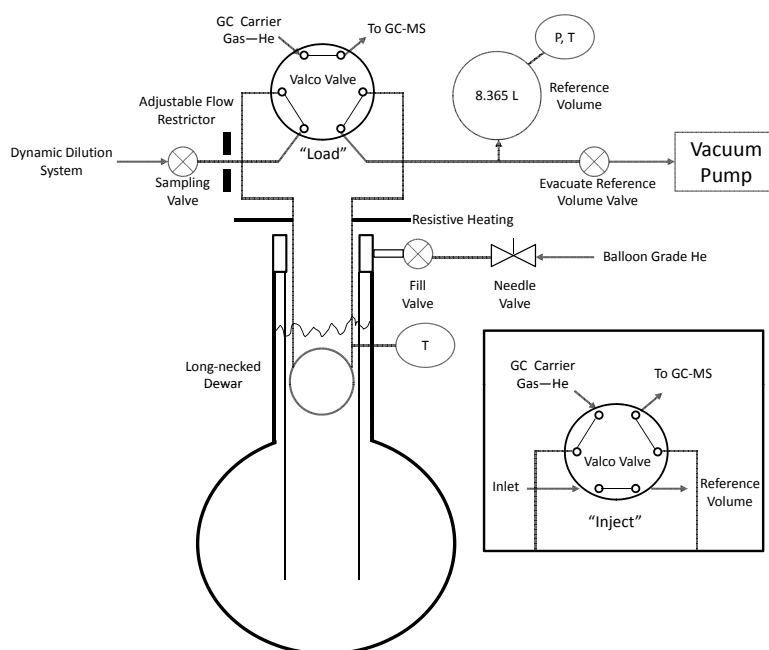 GC Carrier
Gas—He
To GC-MS
Valco Valve
"Load"
P, T
8.365 L
Reference
Volume
Adjustable Flow
Restrictor
Dynamic Dilution
System
Sampling
Valve
Evacuate Reference
Volume Valve
Vacuum
Pump
Resistive Heating
Fill
Valve
Needle
Valve
Balloon Grade He
Long-necked
Dewar
T
GC Carrier
Gas—He
To GC-MS
Valco Valve
Inlet
Reference
Volume
"Inject"